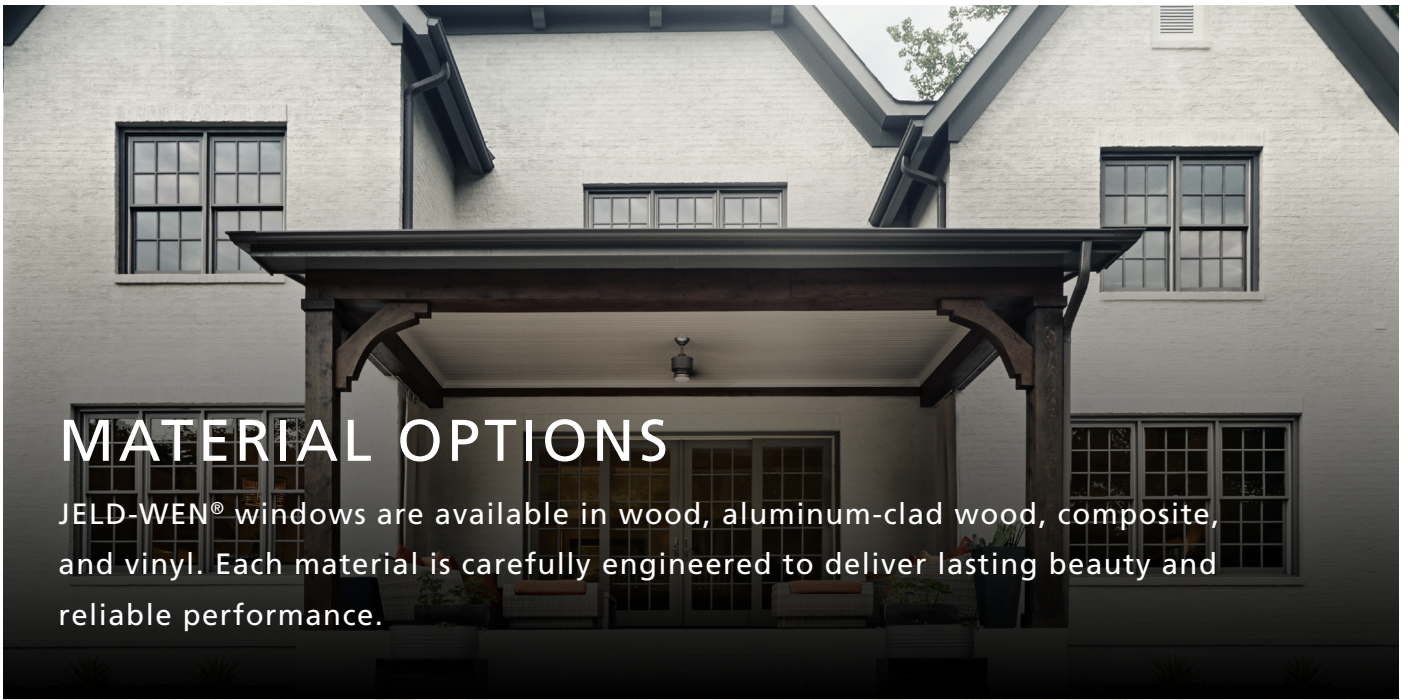 MATERIAL OPTIONS
JELD-WEN® windows are available in wood, aluminum-clad wood, composite,
and vinyl. Each material is carefully engineered to deliver lasting beauty and
reliable performance.